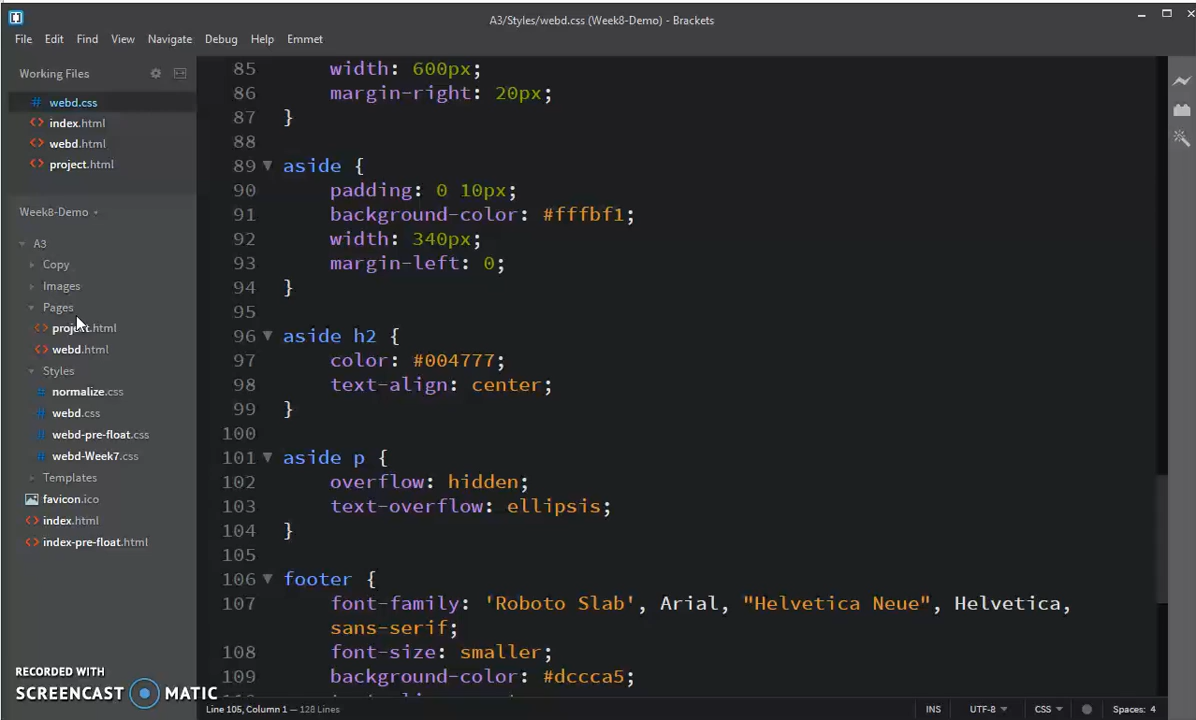 A3/Styles/webd.css (Week8-Demo) - Brackets
File Edit Find View Navigate Debug Help Emmet
Working Files
# webd.css
<> index.html
<> webd.html
<> project.html
Week8-Demo
A3
Copy
Images
Pages
<> project.html
<> webd.html
Styles
# normalize.css
# webd.css
# webd-pre-float.css
# webd-Week7.css
Templates
favicon.ico
<> index.html
<> index-pre-float.html
RECORDED WITH
SCREENCAST MATIC
85 width: 600px;
86 margin-right: 20px;
87 }
88
89 aside {
90 padding: 0 10px;
91 background-color: #fffbf1;
92 width: 340px;
93 margin-left: 0;
94 }
95
96 aside h2 {
97 color: #004777;
98 text-align: center;
99 }
100
101 aside p {
102 overflow: hidden;
103 text-overflow: ellipsis;
104 }
105
106 footer {
107 font-family: 'Roboto Slab', Arial, "Helvetica Neue", Helvetica,
sans-serif;
108 font-size: smaller;
109 background-color: #dccca5;
Line 105, Column 1 — 128 Lines
INS UTF-8 CSS Spaces: 4